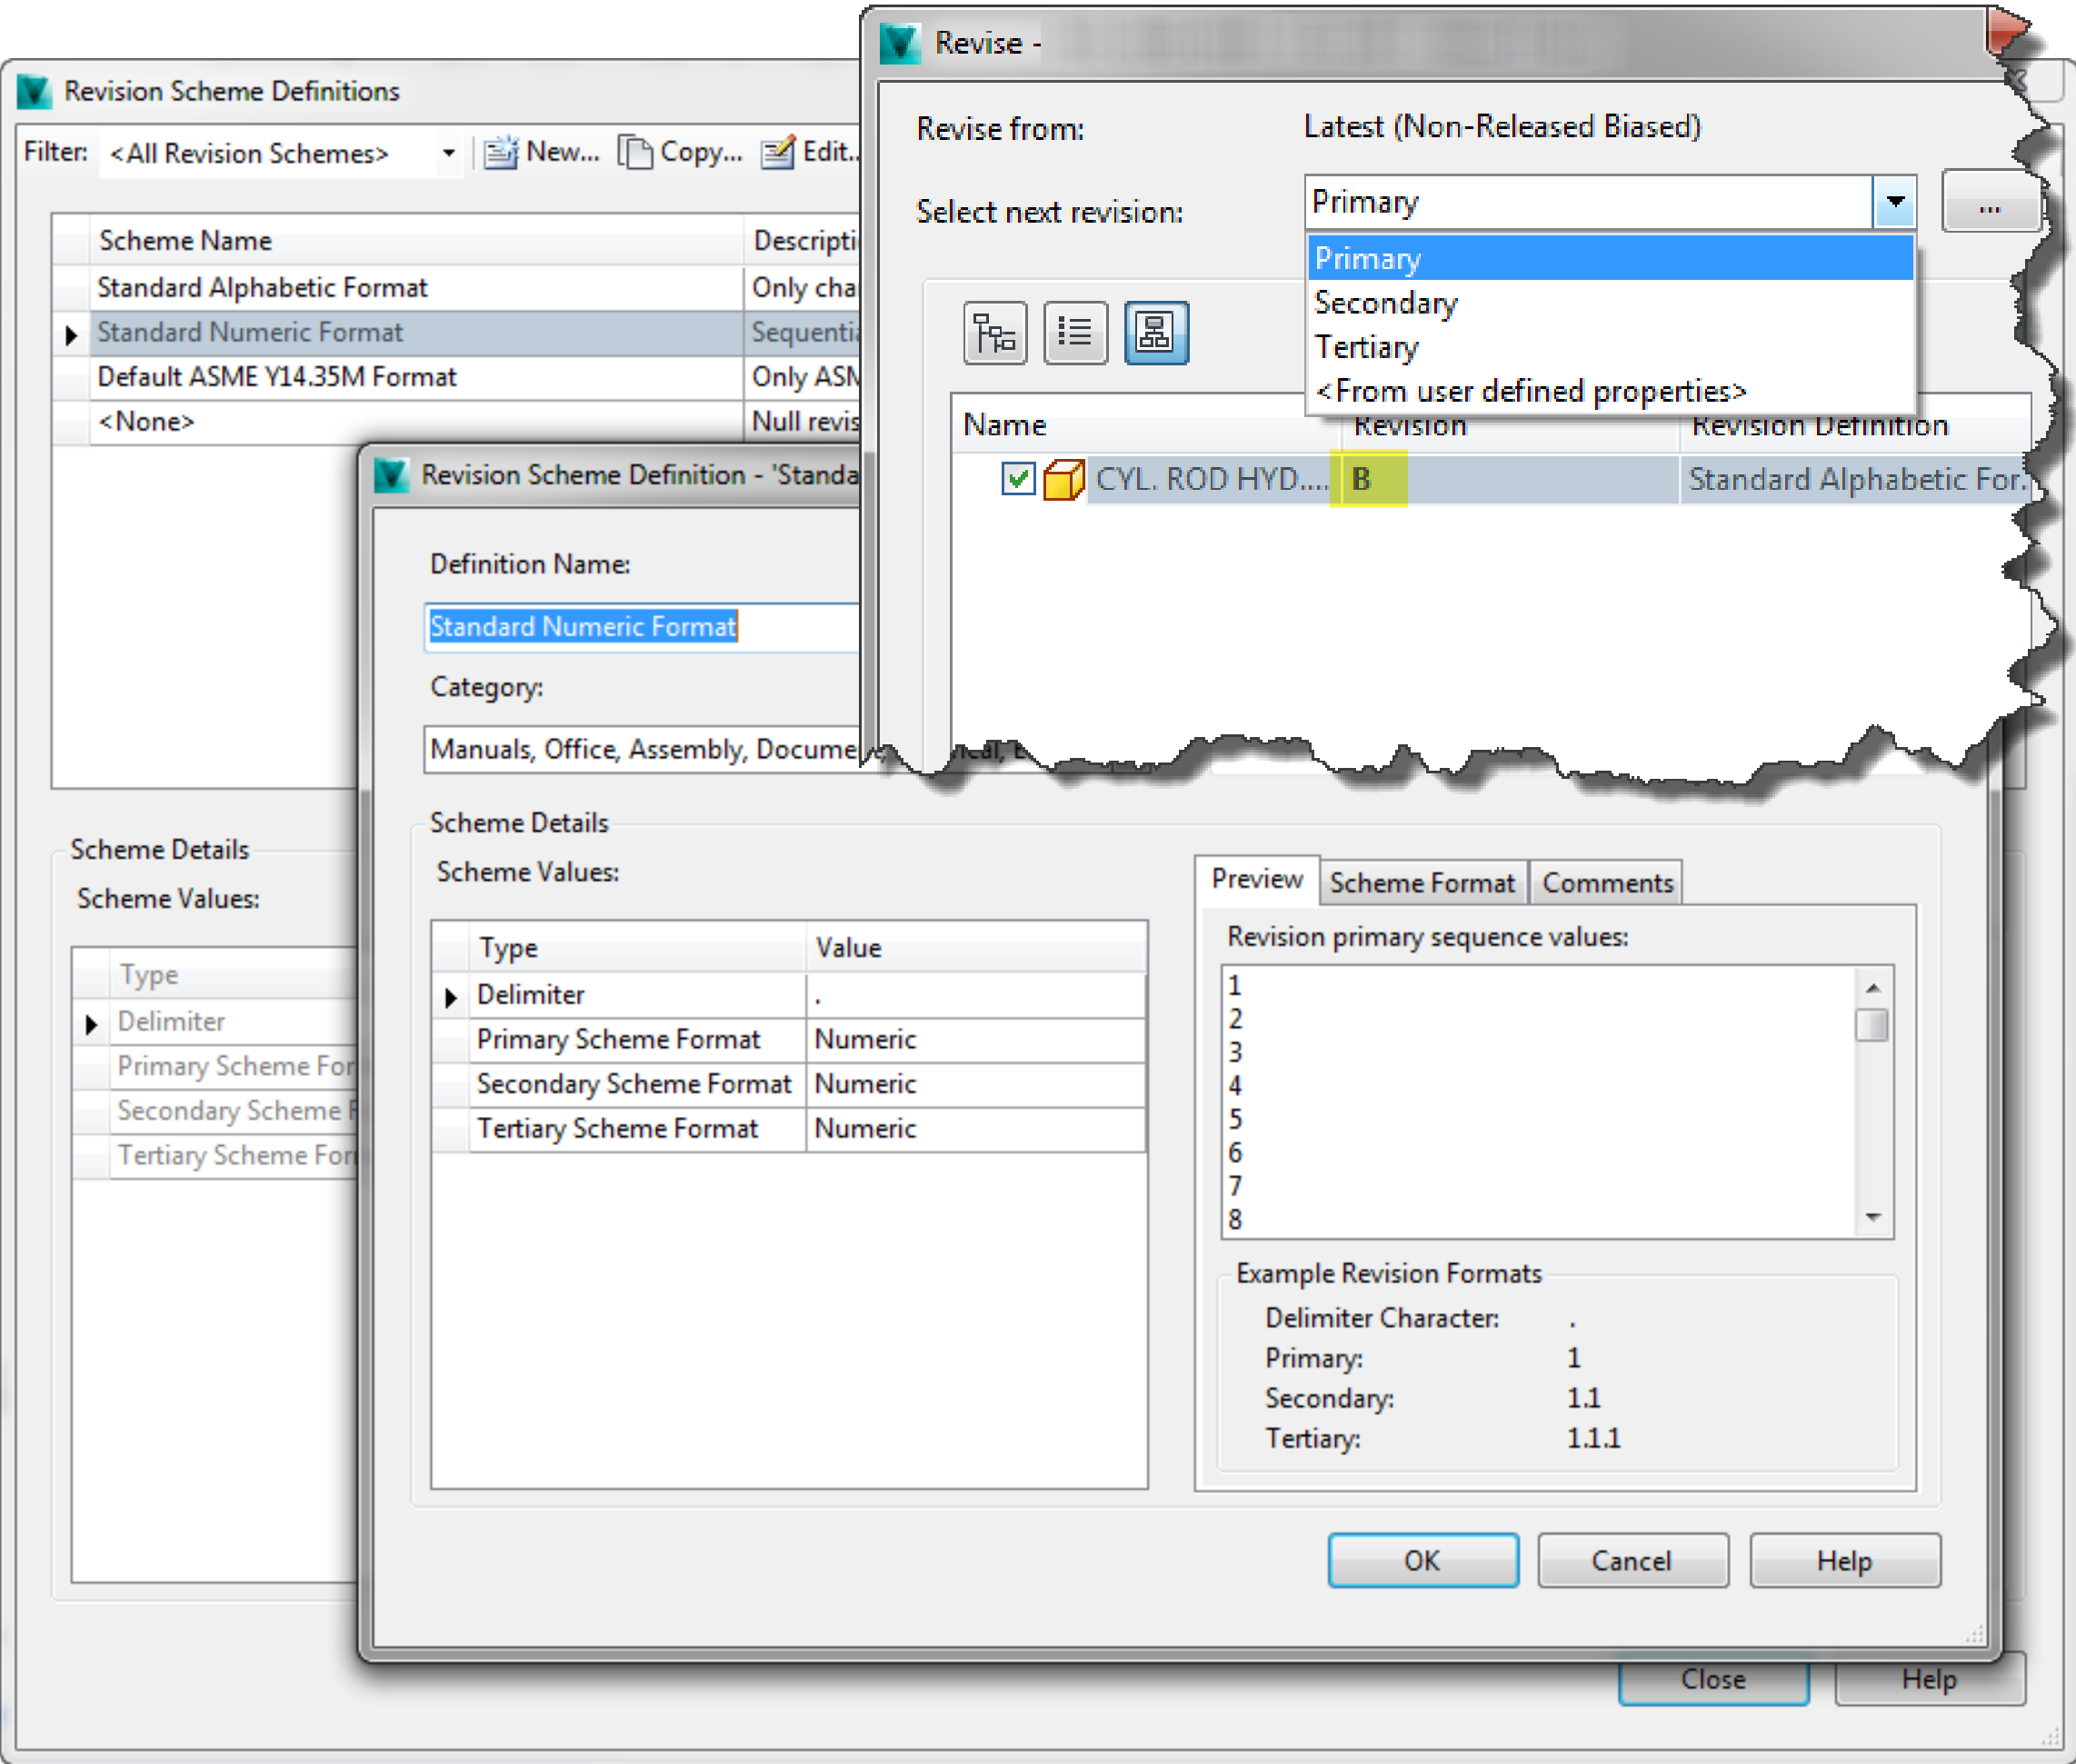 Revise -
Revise from: Latest (Non-Released Biased)
Select next revision: Primary ...
Primary
Secondary
Tertiary
<From user defined properties>
Name Revision Revision Definition
CYL. ROD HYD.... B Standard Alphabetic For.
Revision Scheme Definitions
Filter: <All Revision Schemes> New... Copy... Edit..
Scheme Name Descripti
Standard Alphabetic Format Only cha
Standard Numeric Format Sequentia
Default ASME Y14.35M Format Only ASM
<None> Null revis
Scheme Details
Scheme Values:
Type
Delimiter
Primary Scheme For
Secondary Scheme F
Tertiary Scheme For
Close Help
Revision Scheme Definition - 'Standa
Definition Name:
Standard Numeric Format
Category:
Manuals, Office, Assembly, Document,
Scheme Details
Scheme Values:
Type Value
Delimiter .
Primary Scheme Format Numeric
Secondary Scheme Format Numeric
Tertiary Scheme Format Numeric
Preview Scheme Format Comments
Revision primary sequence values:
1
2
3
4
5
6
7
8
Example Revision Formats
Delimiter Character: .
Primary: 1
Secondary: 1.1
Tertiary: 1.1.1
OK Cancel Help